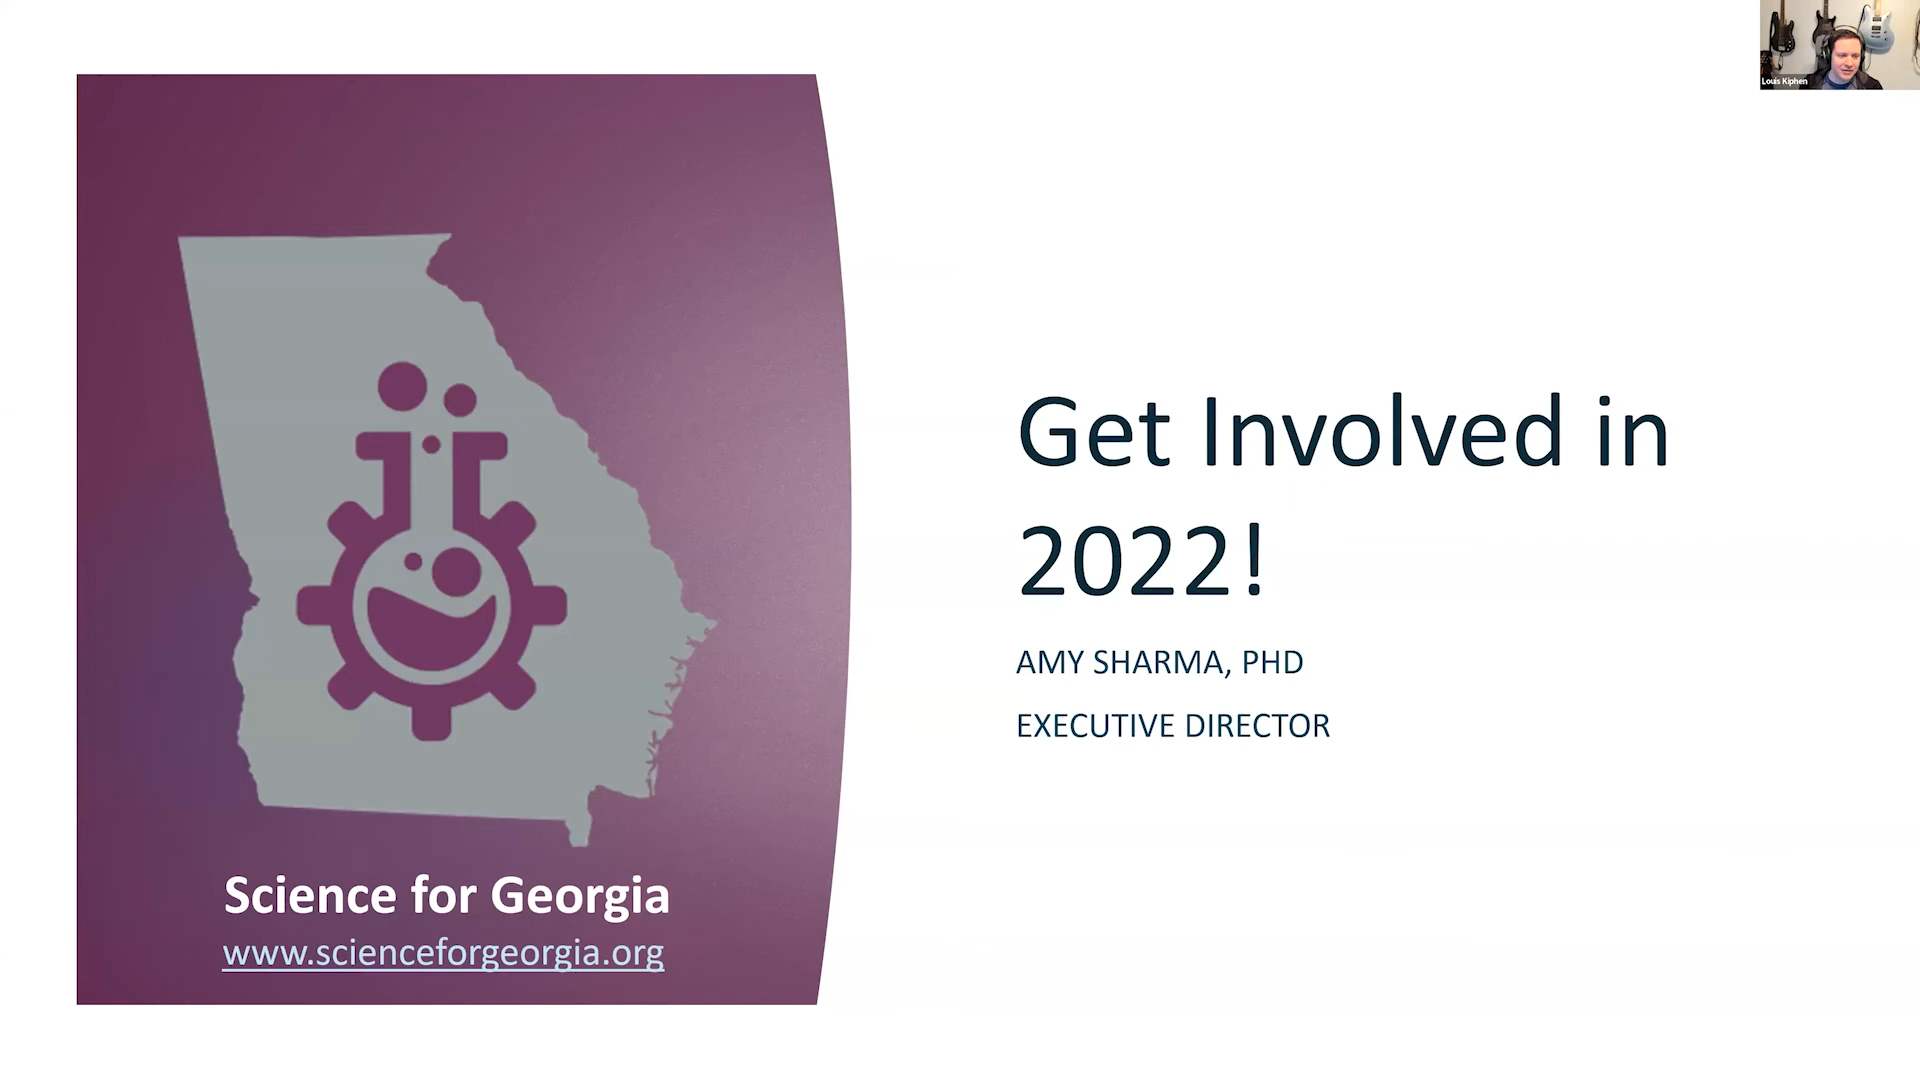 Louis Kiphen
Get Involved in
2022!
AMY SHARMA, PHD
EXECUTIVE DIRECTOR
Science for Georgia
www.scienceforgeorgia.org